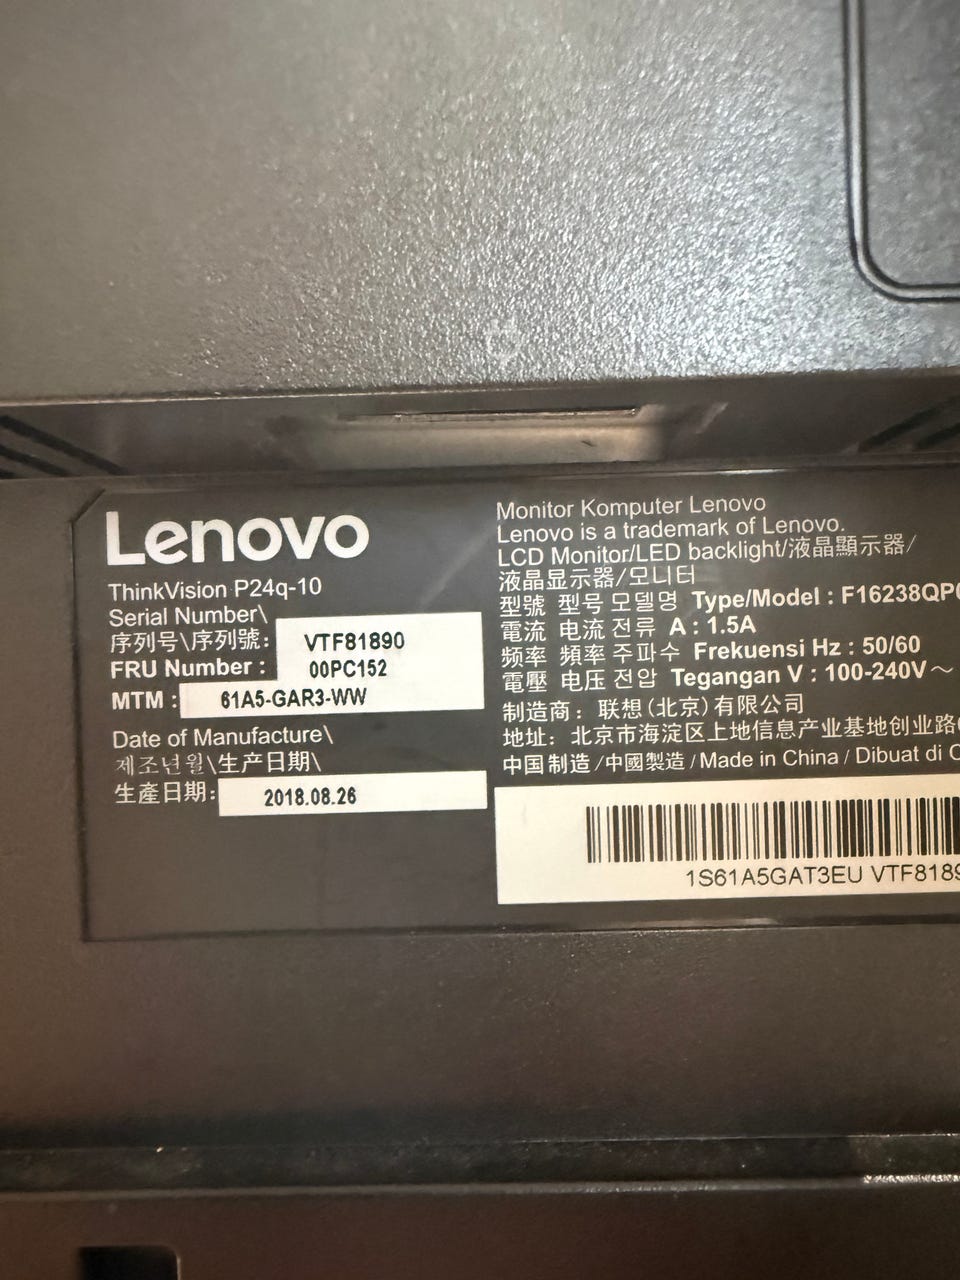 Lenovo
ThinkVision P24q-10
Serial Number\
序列号\序列號: VTF81890
FRU Number : 00PC152
MTM : 61A5-GAR3-WW
Date of Manufacture\
제조년월\生产日期\
生產日期: 2018.08.26
Monitor Komputer Lenovo
Lenovo is a trademark of Lenovo.
LCD Monitor/LED backlight/液晶顯示器/
液晶显示器/모니터
型號 型号 모델명 Type/Model : F16238QP
電流 电流 전류 A : 1.5A
频率 頻率 주파수 Frekuensi Hz : 50/60
電壓 电压 전압 Tegangan V : 100-240V～
制造商：联想(北京)有限公司
地址：北京市海淀区上地信息产业基地创业路
中国制造/中國製造/Made in China / Dibuat di C
1S61A5GAT3EU VTF8189